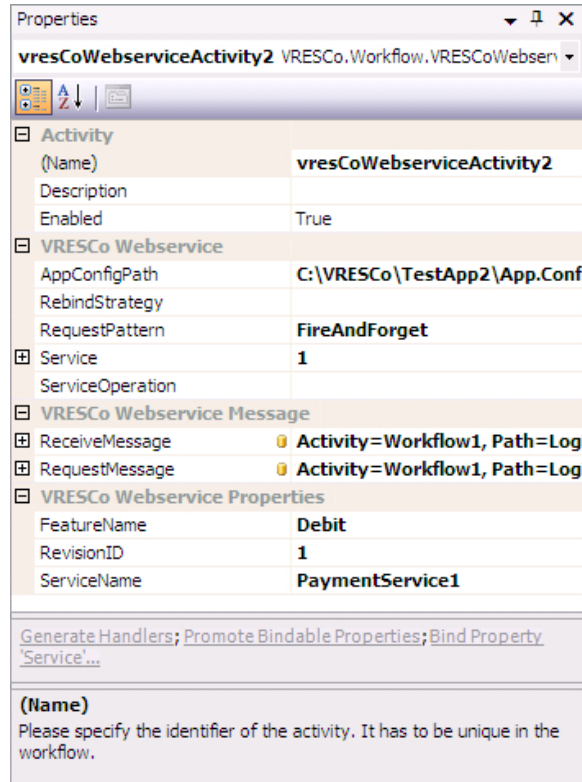 Properties
vresCoWebserviceActivity2 VRESCo.Workflow.VRESCoWebserv
Activity
(Name) vresCoWebserviceActivity2
Description
Enabled True
VRESCo Webservice
AppConfigPath C:\VRESCo\TestApp2\App.Conf
RebindStrategy
RequestPattern FireAndForget
Service 1
ServiceOperation
VRESCo Webservice Message
ReceiveMessage Activity=Workflow1, Path=Log
RequestMessage Activity=Workflow1, Path=Log
VRESCo Webservice Properties
FeatureName Debit
RevisionID 1
ServiceName PaymentService1
Generate Handlers; Promote Bindable Properties; Bind Property
'Service'...
(Name)
Please specify the identifier of the activity. It has to be unique in the
workflow.